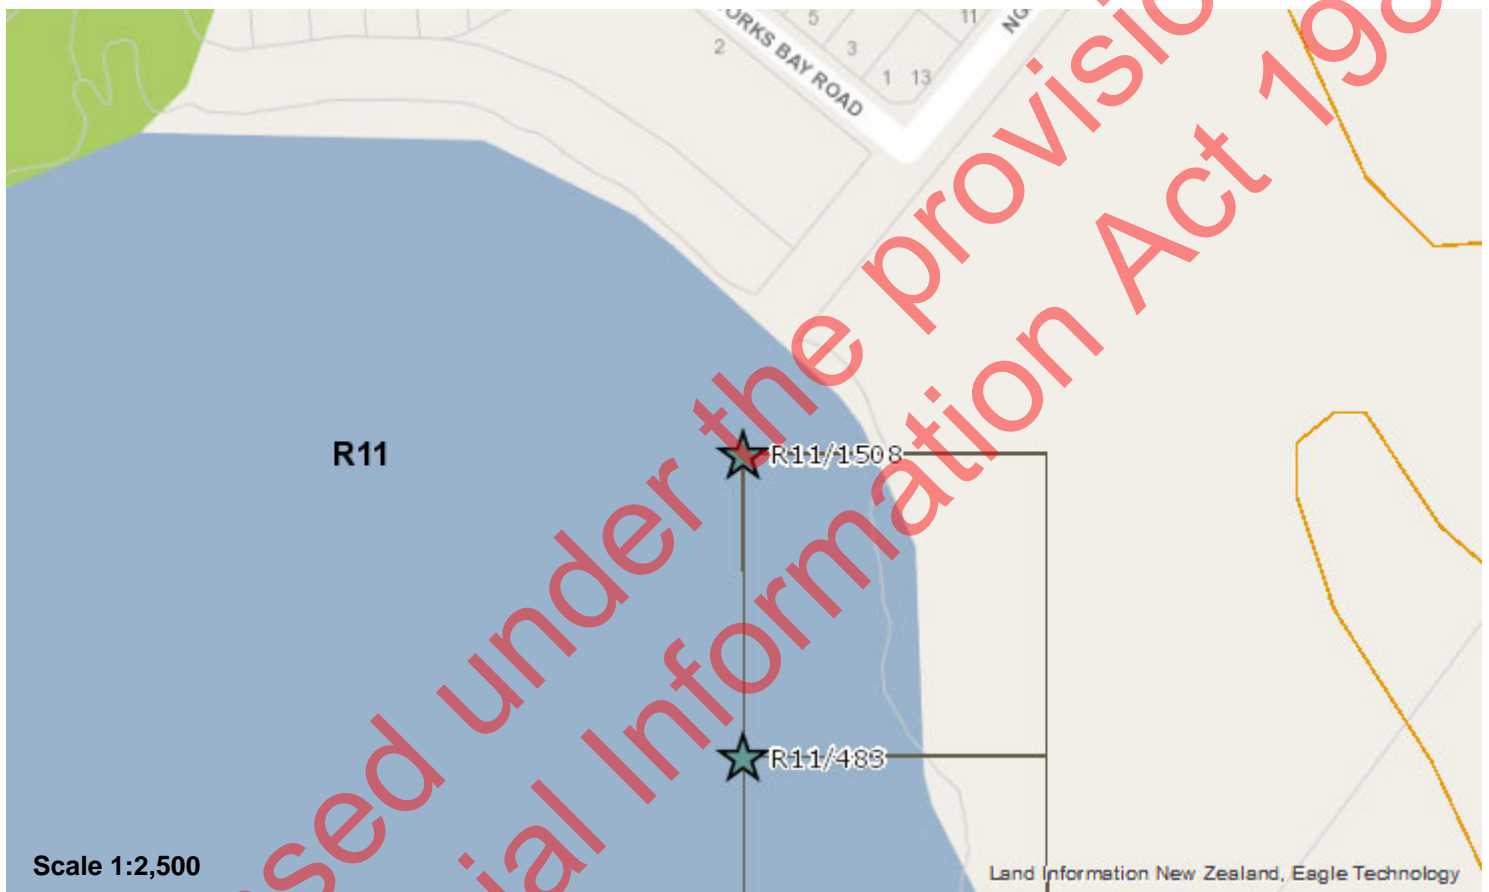 5
11
NG
2
ORKS BAY ROAD
3
1
13
R11
R11/1508
R11/483
Scale 1:2,500
Land Information New Zealand, Eagle Technology
sed under the provisio
ial Information Act 198